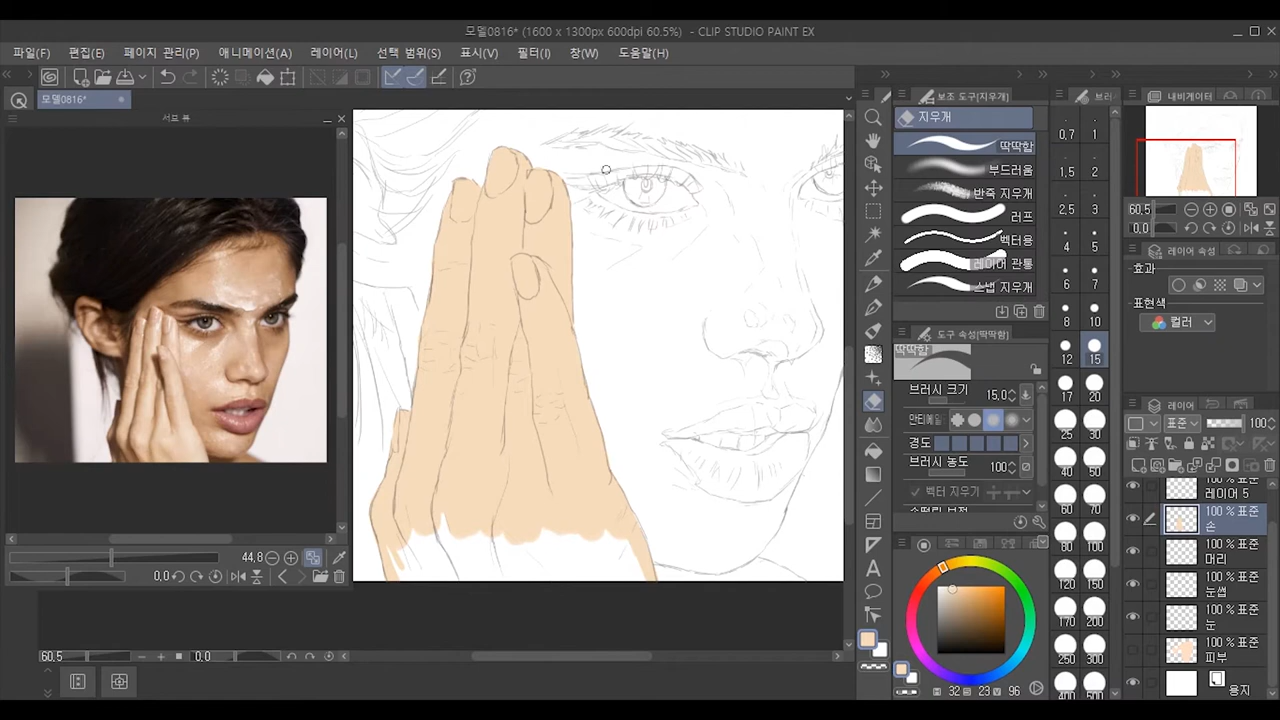 모델0816* (1600 x 1300px 600dpi 60.5%) - CLIP STUDIO PAINT EX
파일(F) 편집(E) 페이지 관리(P) 애니메이션(A) 레이어(L) 선택 범위(S) 표시(V) 필터(I) 창(W) 도움말(H)
모델0816*
서브 뷰
44,8
0,0
60,5
0,0
보조 도구[지우개]
지우개
딱딱함
부드러움
반죽 지우개
러프
벡터용
레이어 관통
스냅 지우개
도구 속성[딱딱함]
딱딱함
브러시 크기 15,0
경도
브러시 농도 100
벡터 지우기
32 23 96
브러
0,7 1
1,5 2
2,5 3
4 5
6 7
8 10
12 15
17 20
25 30
40 50
60 70
80 100
120 150
170 200
250 300
400 500
내비게이터
60,5
0,0
레이어 속성
효과
표현색
컬러
레이어
표준 100
100 % 표준
레이어 5
100 % 표준
손
100 % 표준
머리
100 % 표준
눈썹
100 % 표준
눈
100 % 표준
피부
용지